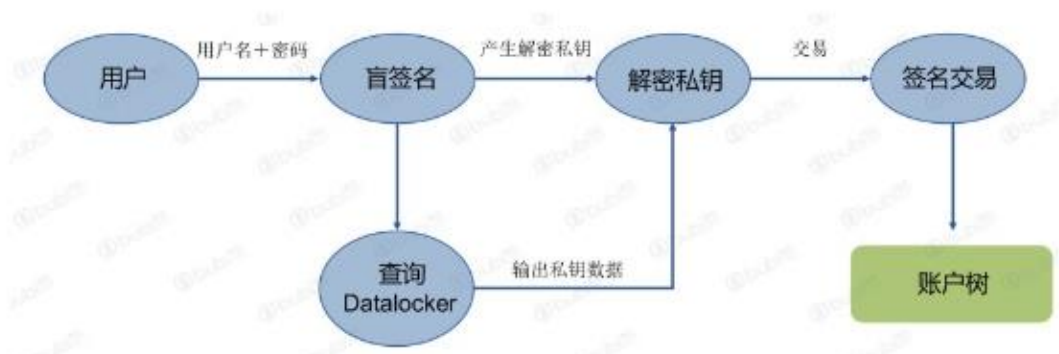 用户名+密码
产生解密私钥
交易
用户
盲签名
解密私钥
签名交易
查询
Datalocker
输出私钥数据
账户树